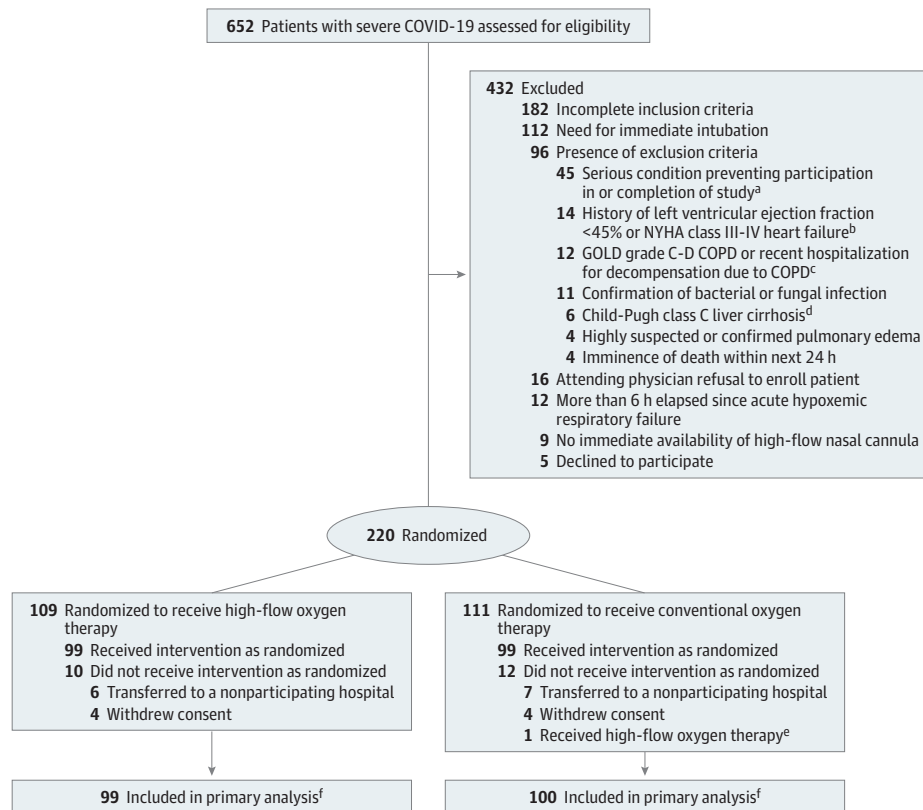 652 Patients with severe COVID-19 assessed for eligibility
432 Excluded
182 Incomplete inclusion criteria
112 Need for immediate intubation
96 Presence of exclusion criteria
45 Serious condition preventing participation
in or completion of studyᵃ
14 History of left ventricular ejection fraction
<45% or NYHA class III-IV heart failureᵇ
12 GOLD grade C-D COPD or recent hospitalization
for decompensation due to COPDᶜ
11 Confirmation of bacterial or fungal infection
6 Child-Pugh class C liver cirrhosisᵈ
4 Highly suspected or confirmed pulmonary edema
4 Imminence of death within next 24 h
16 Attending physician refusal to enroll patient
12 More than 6 h elapsed since acute hypoxemic
respiratory failure
9 No immediate availability of high-flow nasal cannula
5 Declined to participate
220 Randomized
109 Randomized to receive high-flow oxygen
therapy
99 Received intervention as randomized
10 Did not receive intervention as randomized
6 Transferred to a nonparticipating hospital
4 Withdrew consent
111 Randomized to receive conventional oxygen
therapy
99 Received intervention as randomized
12 Did not receive intervention as randomized
7 Transferred to a nonparticipating hospital
4 Withdrew consent
1 Received high-flow oxygen therapyᵉ
99 Included in primary analysisᶠ
100 Included in primary analysisᶠ